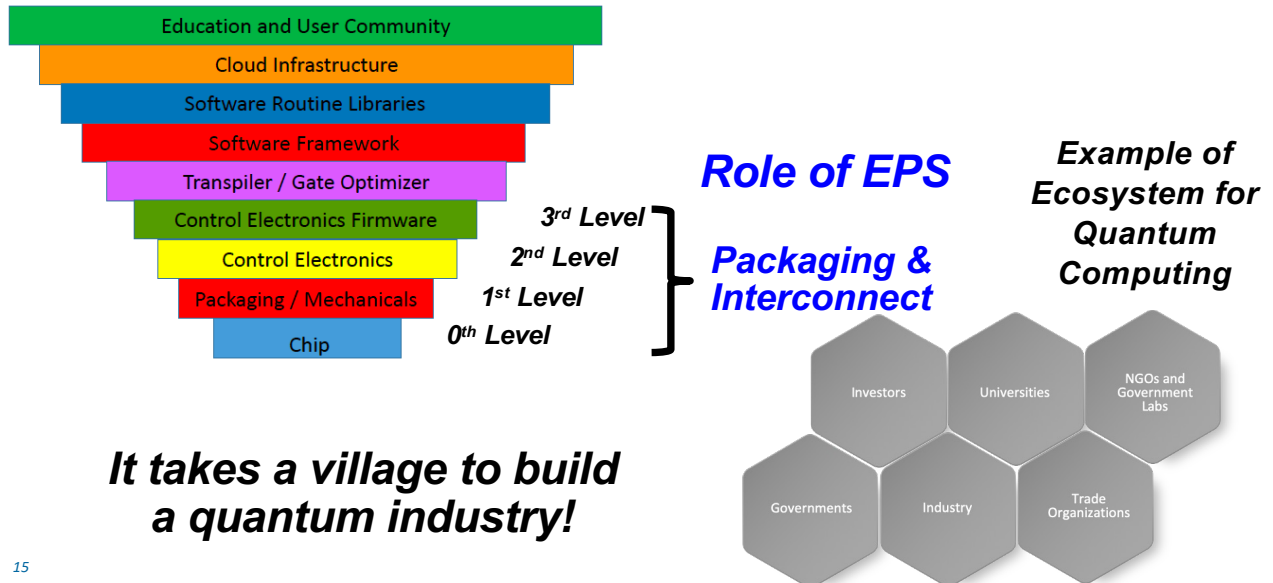 Education and User Community
Cloud Infrastructure
Software Routine Libraries
Software Framework
Transpiler / Gate Optimizer
Control Electronics Firmware
Control Electronics
Packaging / Mechanicals
Chip
3rd Level
2nd Level
1st Level
0th Level
Role of EPS
Packaging &
Interconnect
Example of
Ecosystem for
Quantum
Computing
Investors
Universities
NGOs and
Government
Labs
Governments
Industry
Trade
Organizations
It takes a village to build
a quantum industry!
15